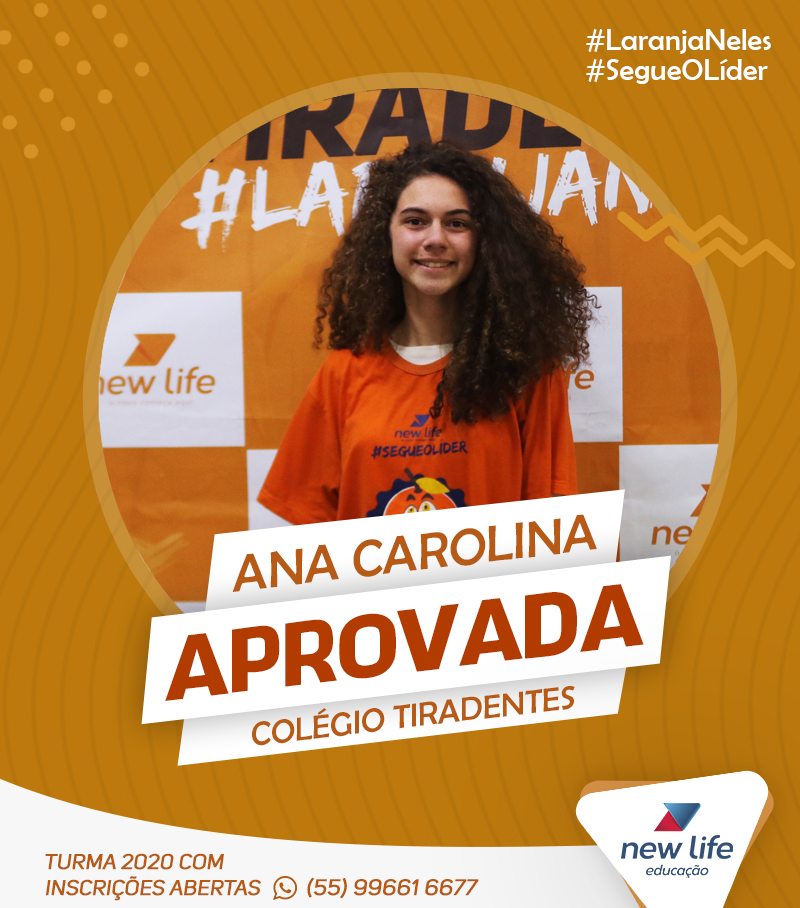 #LaranjaNeles
#SegueOLíder
new life
new life
#SEGUEOLÍDER
ANA CAROLINA
APROVADA
COLÉGIO TIRADENTES
TURMA 2020 COM
INSCRIÇÕES ABERTAS (55) 99661 6677
new life
educação